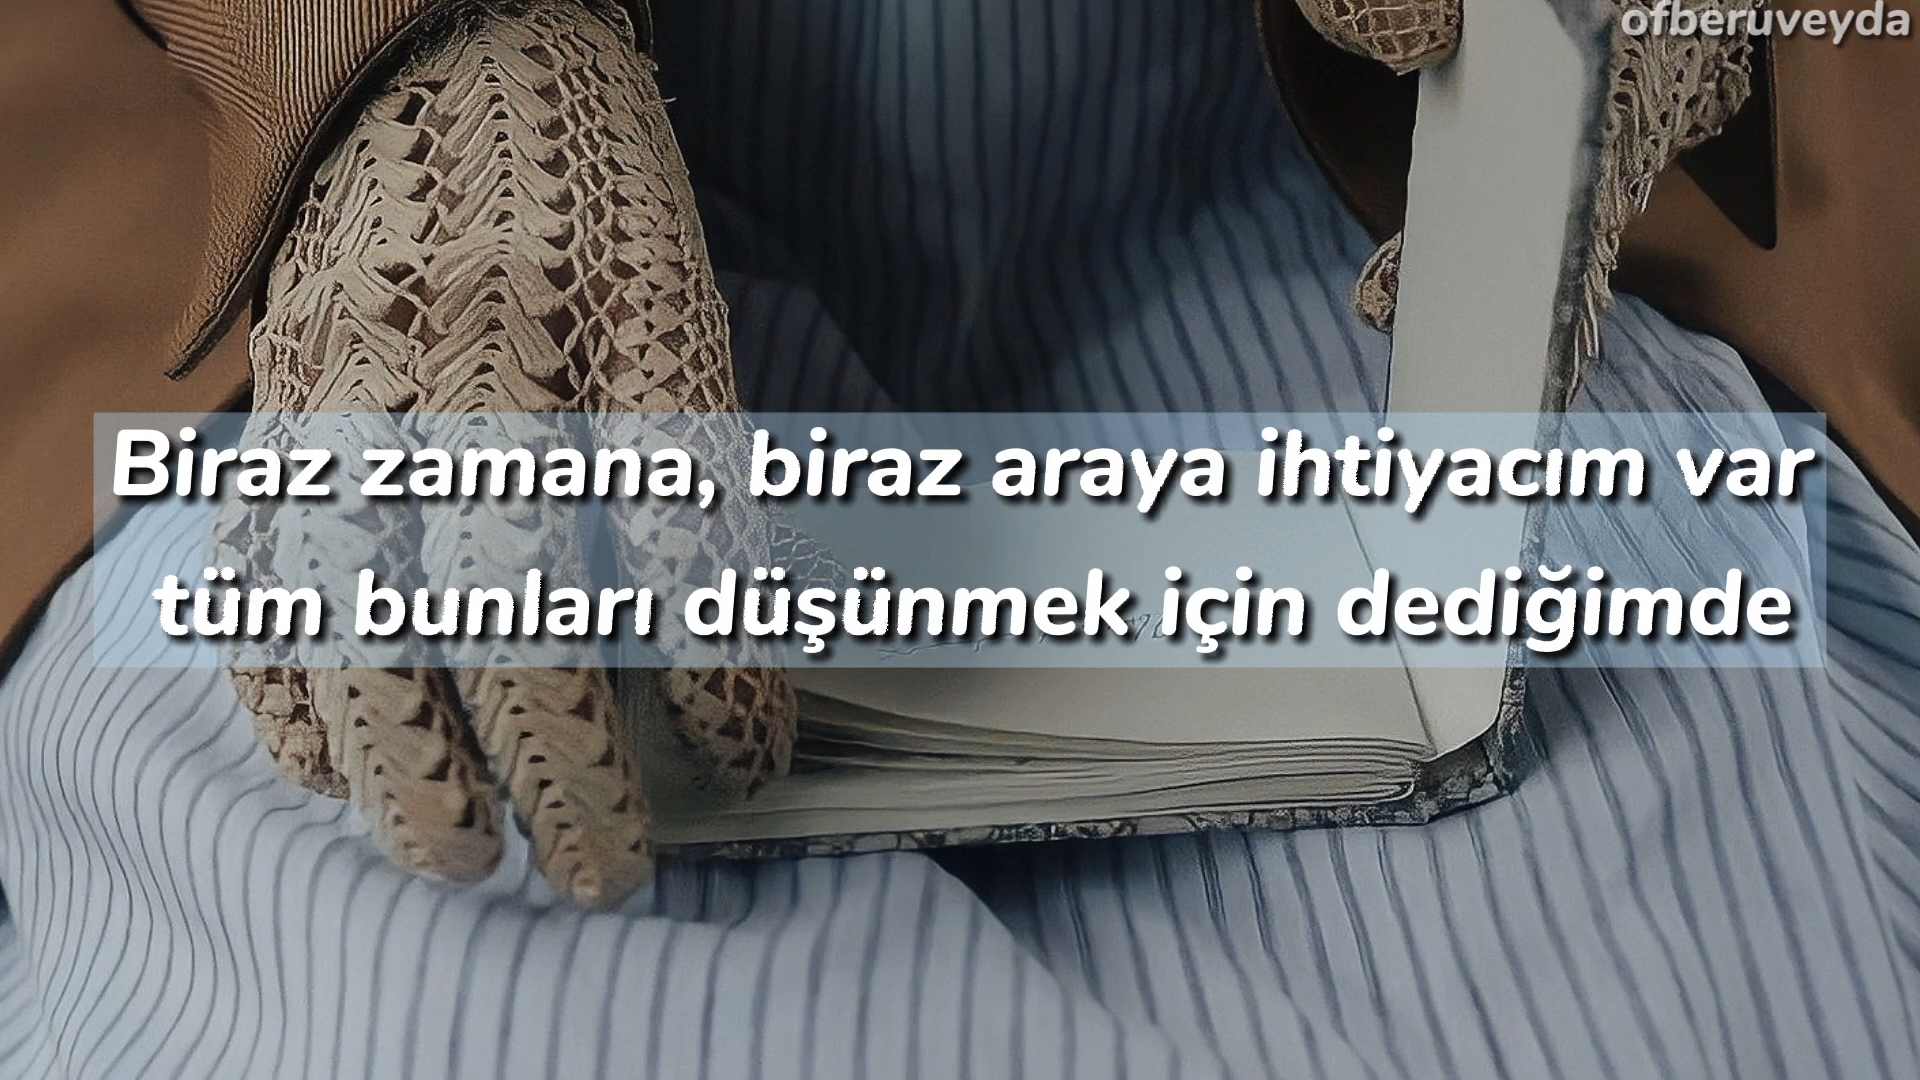 ofberuveyda
Biraz zamana, biraz araya ihtiyacım var
tüm bunları düşünmek için dediğimde